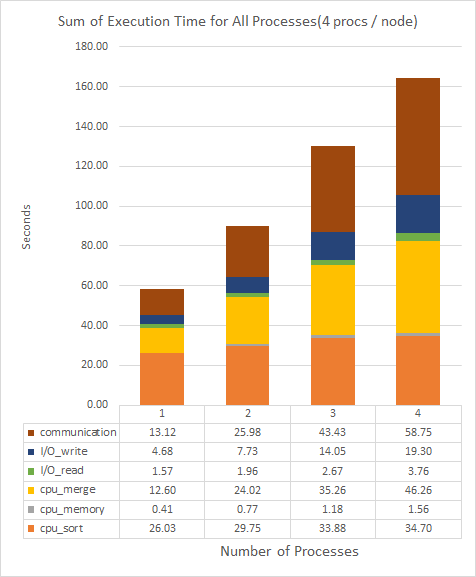 Sum of Execution Time for All Processes(4 procs / node)
180.00
160.00
140.00
120.00
100.00
80.00
60.00
40.00
20.00
0.00
Seconds
1 2 3 4
communication 13.12 25.98 43.43 58.75
I/O_write 4.68 7.73 14.05 19.30
I/O_read 1.57 1.96 2.67 3.76
cpu_merge 12.60 24.02 35.26 46.26
cpu_memory 0.41 0.77 1.18 1.56
cpu_sort 26.03 29.75 33.88 34.70
Number of Processes